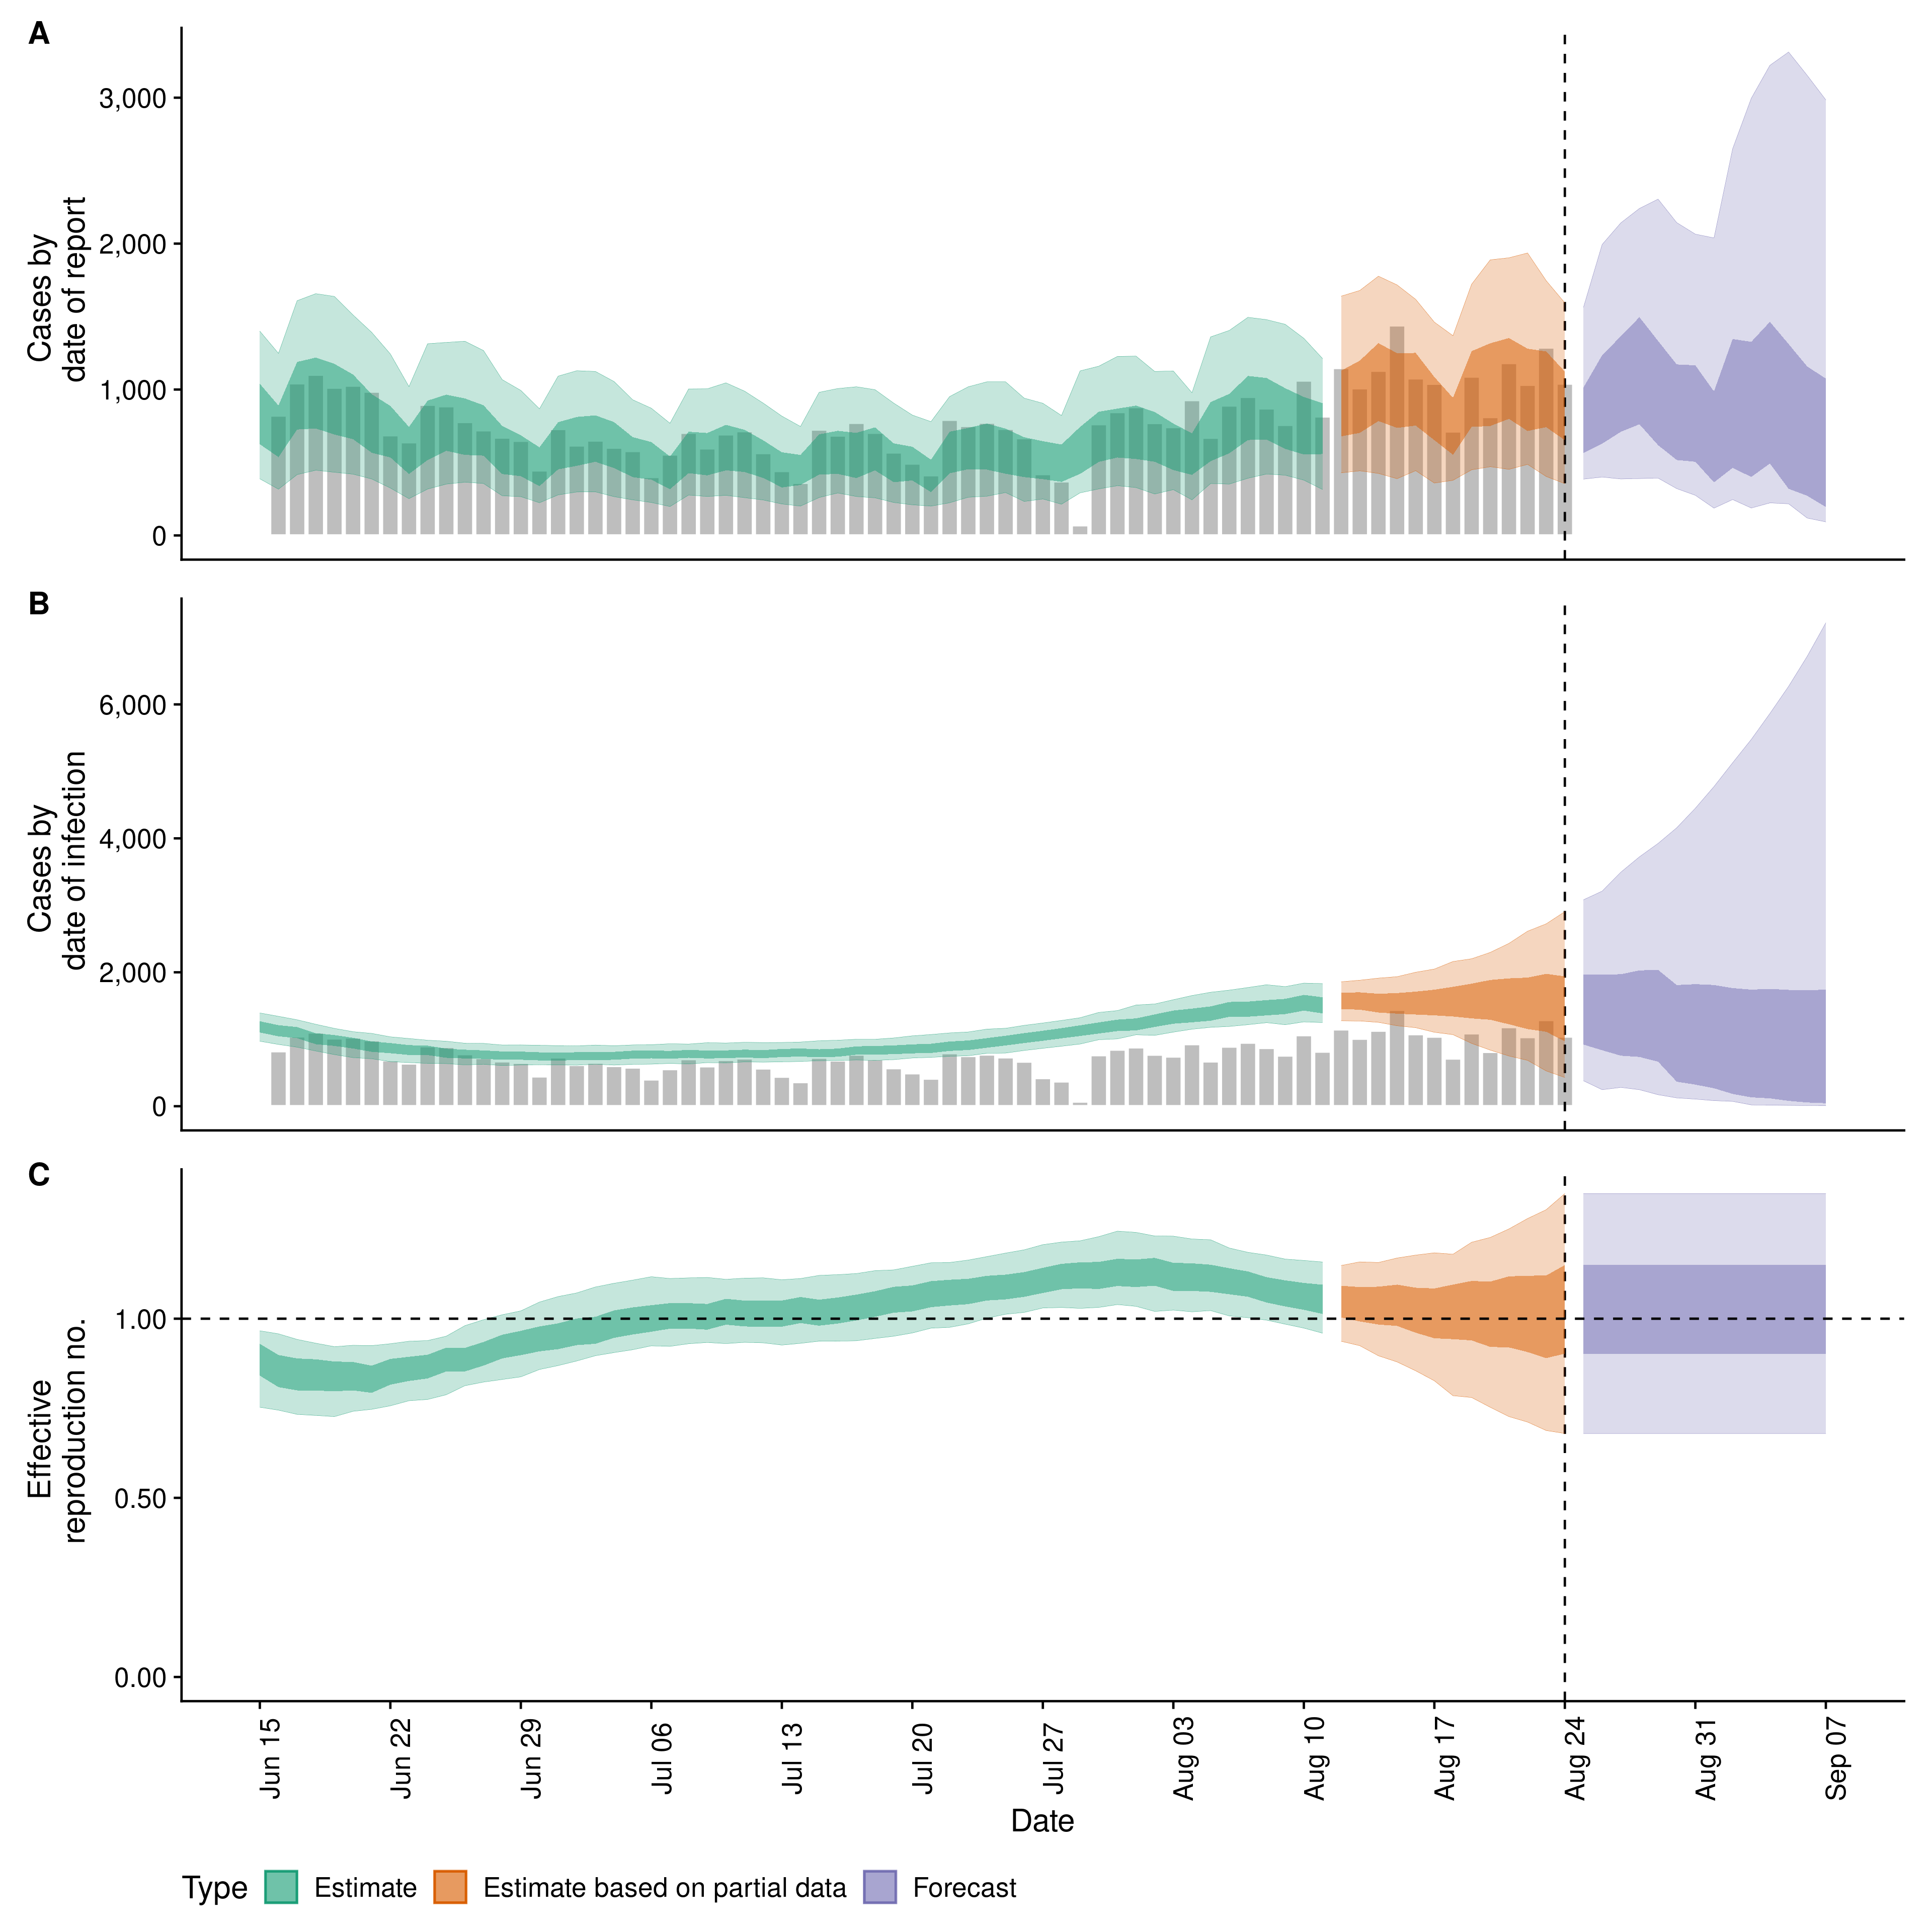 A
Cases by
date of report
3,000
2,000
1,000
0
B
Cases by
date of infection
6,000
4,000
2,000
0
C
Effective
reproduction no.
1.00
0.50
0.00
Jun 15
Jun 22
Jun 29
Jul 06
Jul 13
Jul 20
Jul 27
Aug 03
Aug 10
Aug 17
Aug 24
Aug 31
Sep 07
Date
Type
Estimate
Estimate based on partial data
Forecast